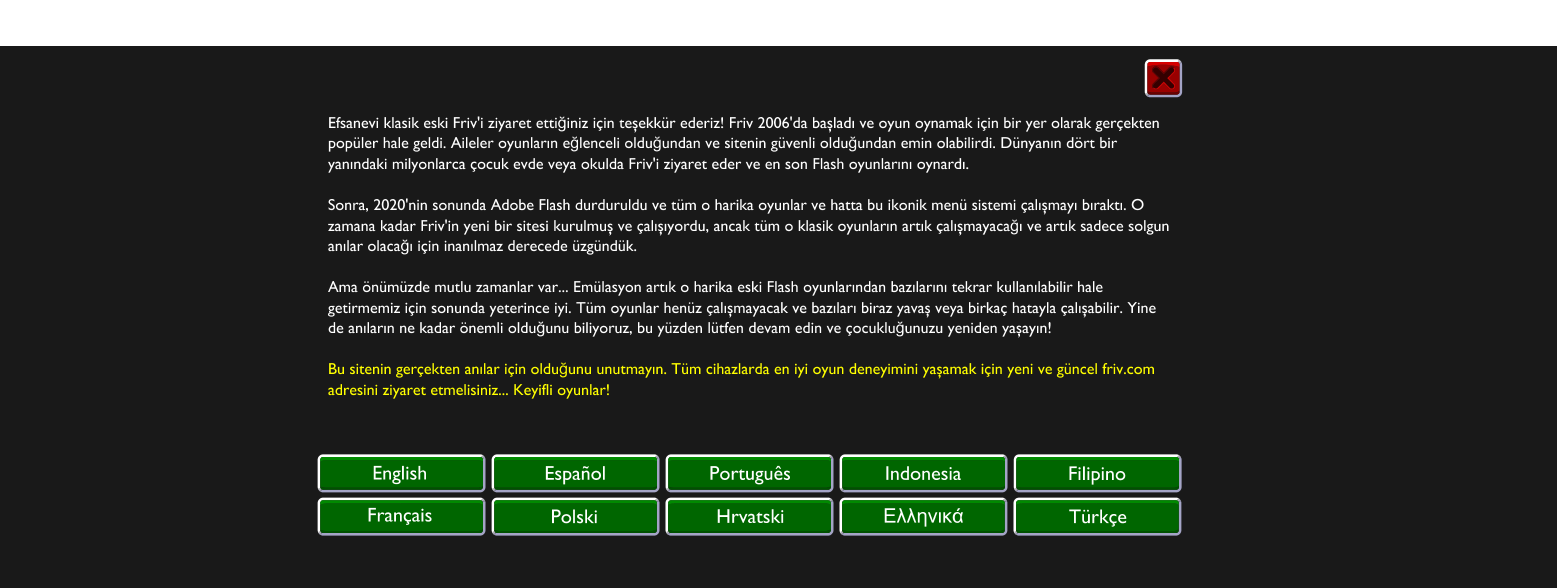 Efsanevi klasik eski Friv'i ziyaret ettiğiniz için teşekkür ederiz! Friv 2006'da başladı ve oyun oynamak için bir yer olarak gerçekten
popüler hale geldi. Aileler oyunların eğlenceli olduğundan ve sitenin güvenli olduğundan emin olabilirdi. Dünyanın dört bir
yanındaki milyonlarca çocuk evde veya okulda Friv'i ziyaret eder ve en son Flash oyunlarını oynardı.
Sonra, 2020'nin sonunda Adobe Flash durduruldu ve tüm o harika oyunlar ve hatta bu ikonik menü sistemi çalışmayı bıraktı. O
zamana kadar Friv'in yeni bir sitesi kurulmuş ve çalışıyordu, ancak tüm o klasik oyunların artık çalışmayacağı ve artık sadece solgun
anılar olacağı için inanılmaz derecede üzgündük.
Ama önümüzde mutlu zamanlar var... Emülasyon artık o harika eski Flash oyunlarından bazılarını tekrar kullanılabilir hale
getirmemiz için sonunda yeterince iyi. Tüm oyunlar henüz çalışmayacak ve bazıları biraz yavaş veya birkaç hatayla çalışabilir. Yine
de anıların ne kadar önemli olduğunu biliyoruz, bu yüzden lütfen devam edin ve çocukluğunuzu yeniden yaşayın!
Bu sitenin gerçekten anılar için olduğunu unutmayın. Tüm cihazlarda en iyi oyun deneyimini yaşamak için yeni ve güncel friv.com
adresini ziyaret etmelisiniz... Keyifli oyunlar!
English Español Português Indonesia Filipino
Français Polski Hrvatski Ελληνικά Türkçe